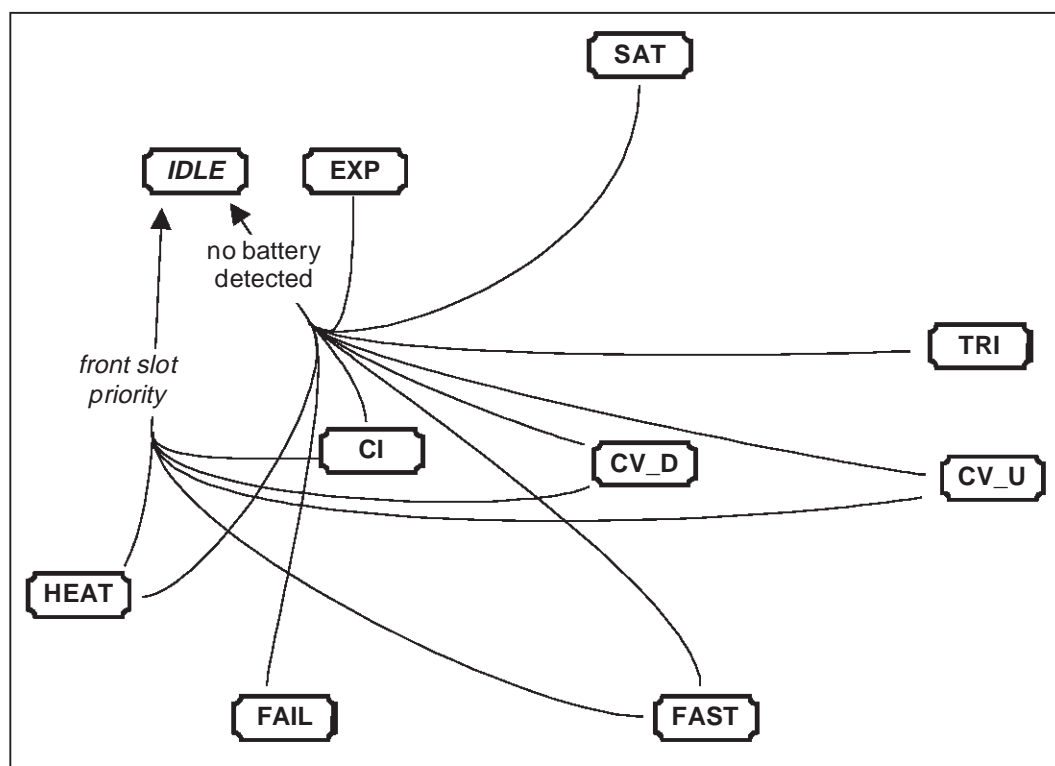 SAT
IDLE
EXP
no battery
detected
TRI
front slot
priority
CI
CV_D
CV_U
HEAT
FAIL
FAST